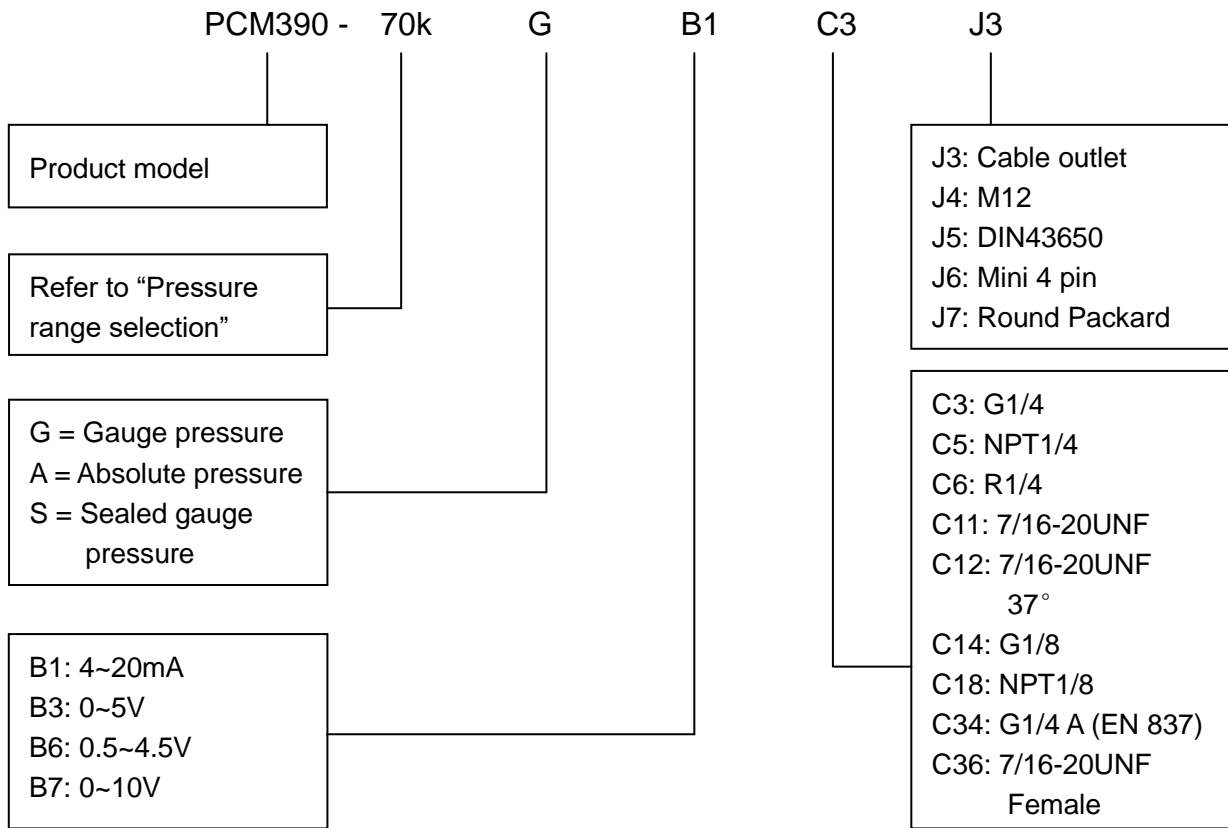 PCM390 - 70k G B1 C3 J3
Product model
Refer to “Pressure
range selection”
G = Gauge pressure
A = Absolute pressure
S = Sealed gauge
pressure
B1: 4~20mA
B3: 0~5V
B6: 0.5~4.5V
B7: 0~10V
J3: Cable outlet
J4: M12
J5: DIN43650
J6: Mini 4 pin
J7: Round Packard
C3: G1/4
C5: NPT1/4
C6: R1/4
C11: 7/16-20UNF
C12: 7/16-20UNF
37°
C14: G1/8
C18: NPT1/8
C34: G1/4 A (EN 837)
C36: 7/16-20UNF
Female